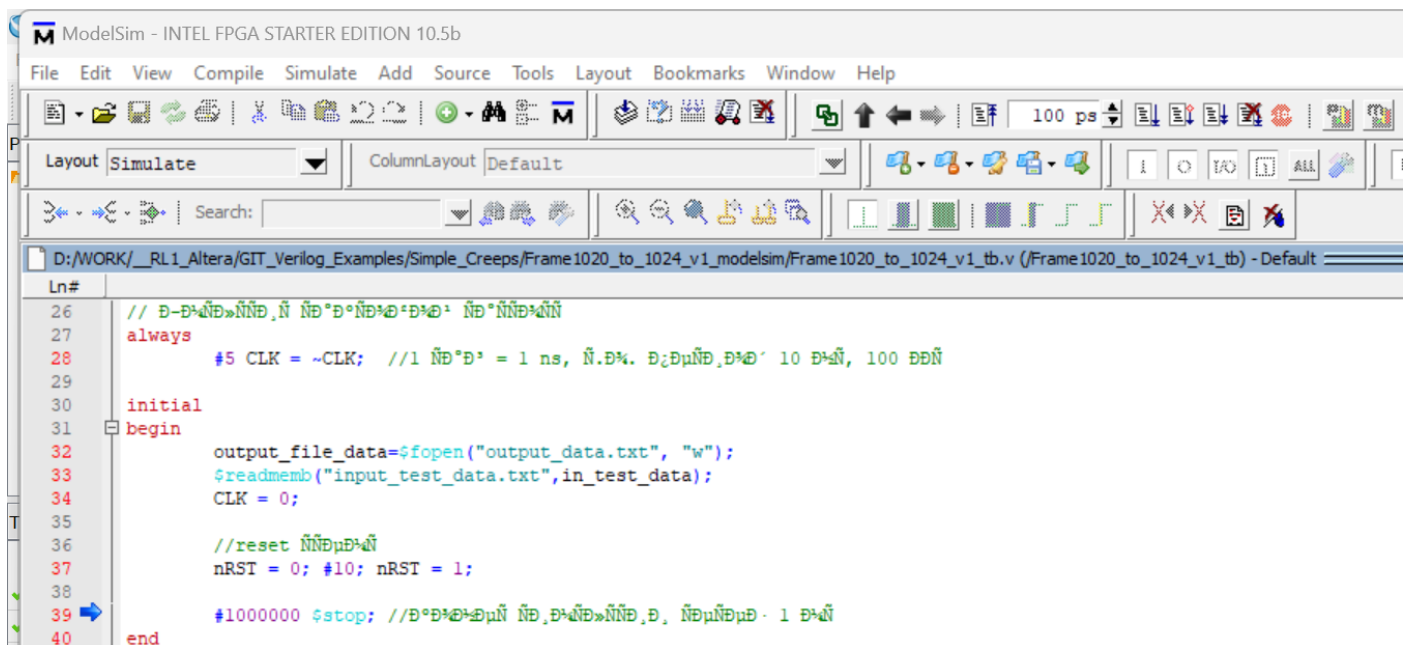 ModelSim - INTEL FPGA STARTER EDITION 10.5b
File Edit View Compile Simulate Add Source Tools Layout Bookmarks Window Help
100 ps
Layout Simulate ColumnLayout Default ALL
Search:
D:/WORK/__RL1_Altera/GIT_Verilog_Examples/Simple_Creeps/Frame1020_to_1024_v1_modelsim/Frame1020_to_1024_v1_tb.v (/Frame1020_to_1024_v1_tb) - Default
Ln#
26 //
27 always
28 #5 CLK = ~CLK; //1 = 1 ns, 10 100
29
30 initial
31 begin
32 output_file_data=$fopen("output_data.txt", "w");
33 $readmemb("input_test_data.txt",in_test_data);
34 CLK = 0;
35
36 //reset
37 nRST = 0; #10; nRST = 1;
38
39 #1000000 $stop; // 1
40 end